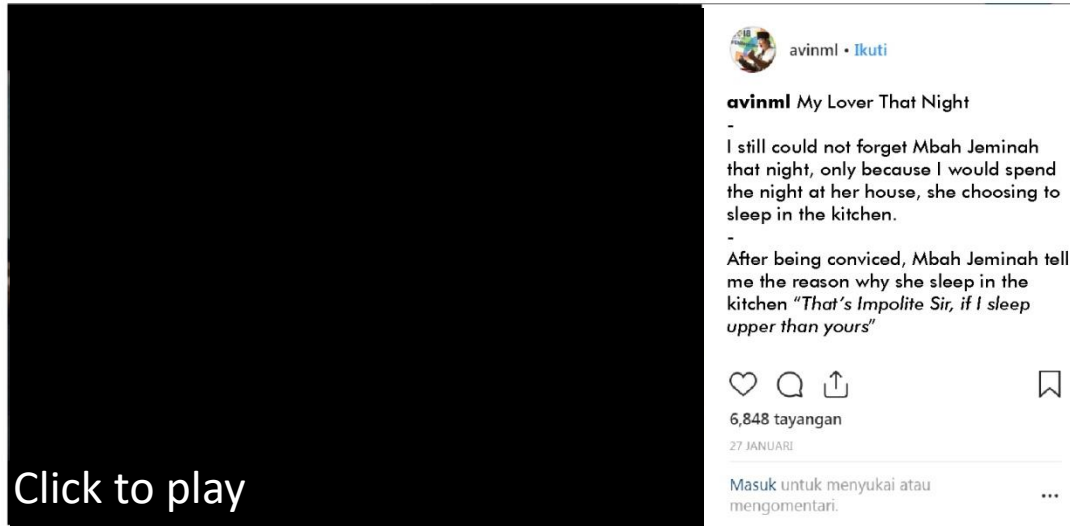 avinml • Ikuti
avinml My Lover That Night
-
I still could not forget Mbah Jeminah
that night, only because I would spend
the night at her house, she choosing to
sleep in the kitchen.
-
After being conviced, Mbah Jeminah tell
me the reason why she sleep in the
kitchen “That’s Impolite Sir, if I sleep
upper than yours”
6,848 tayangan
27 JANUARI
Masuk untuk menyukai atau
mengomentari.
Click to play